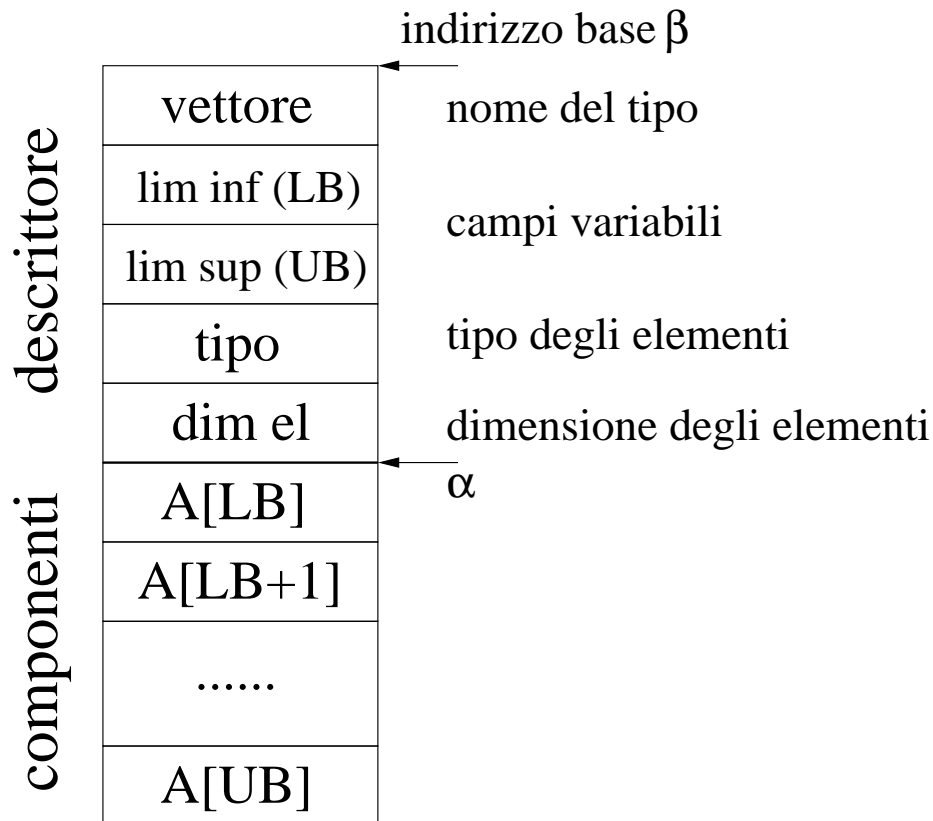 indirizzo base β
vettore
nome del tipo
lim inf (LB)
campi variabili
lim sup (UB)
tipo
tipo degli elementi
dim el
dimensione degli elementi
α
descrittore
A[LB]
A[LB+1]
......
A[UB]
componenti